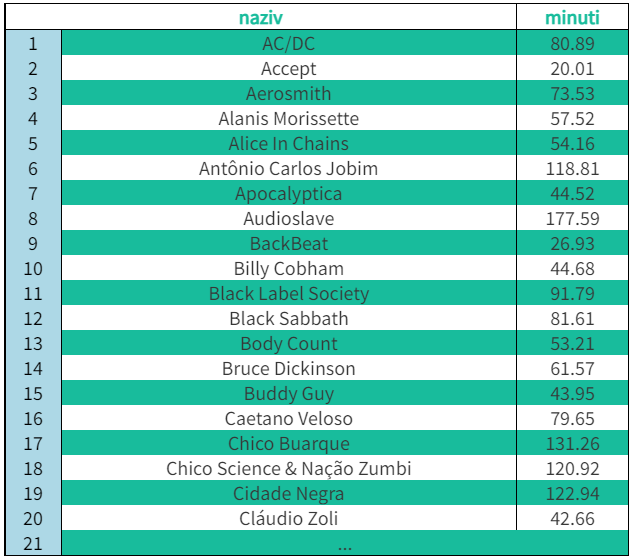 naziv minuti
1 AC/DC 80.89
2 Accept 20.01
3 Aerosmith 73.53
4 Alanis Morissette 57.52
5 Alice In Chains 54.16
6 Antônio Carlos Jobim 118.81
7 Apocalyptica 44.52
8 Audioslave 177.59
9 BackBeat 26.93
10 Billy Cobham 44.68
11 Black Label Society 91.79
12 Black Sabbath 81.61
13 Body Count 53.21
14 Bruce Dickinson 61.57
15 Buddy Guy 43.95
16 Caetano Veloso 79.65
17 Chico Buarque 131.26
18 Chico Science & Nação Zumbi 120.92
19 Cidade Negra 122.94
20 Cláudio Zoli 42.66
21 ...